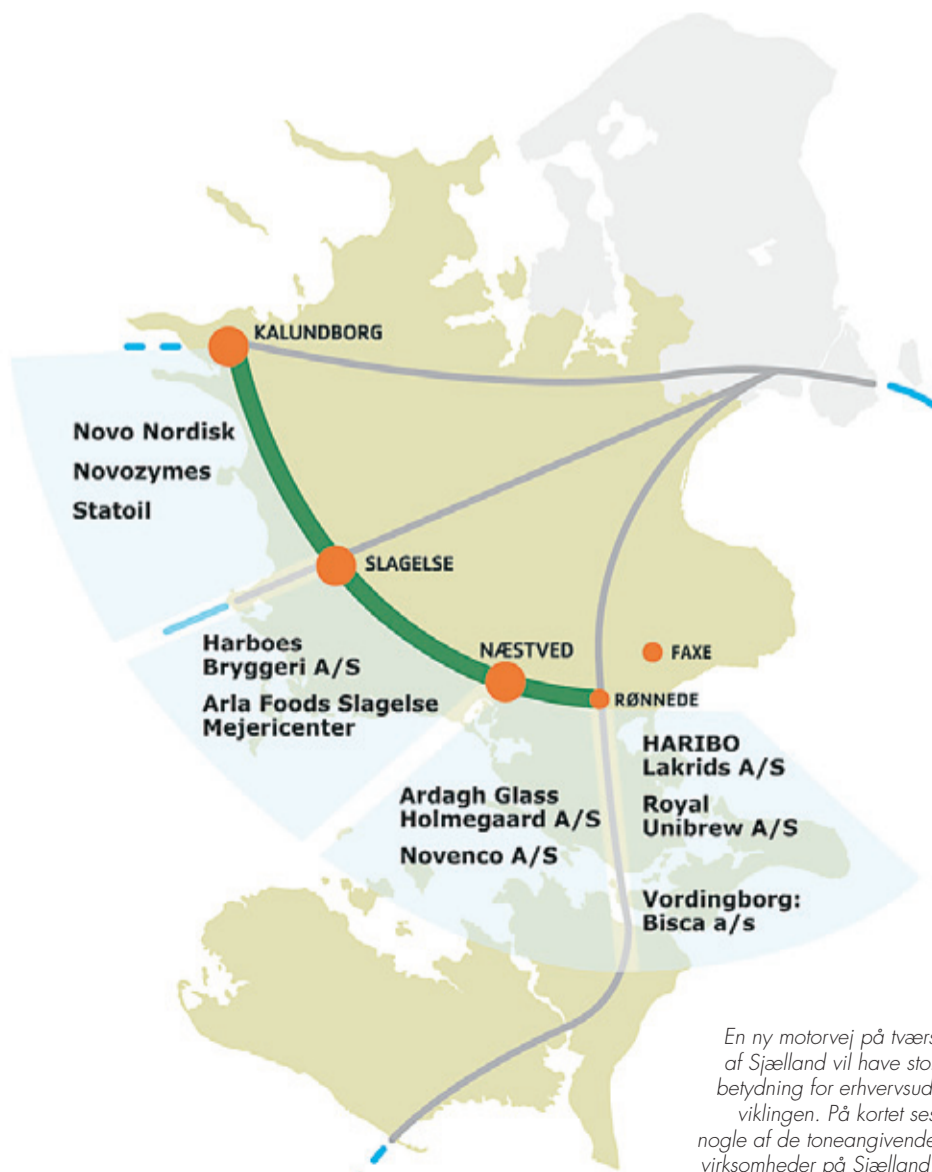 KALUNDBORG
Novo Nordisk
Novozymes
Statoil
SLAGELSE
Harboes
Bryggeri A/S
Arla Foods Slagelse
Mejericenter
NÆSTVED
FAXE
RØNNEDE
Ardagh Glass
Holmegaard A/S
Novenco A/S
HARIBO
Lakrids A/S
Royal
Unibrew A/S
Vordingborg:
Bisca a/s
En ny motorvej på tværs
af Sjælland vil have stor
betydning for erhvervsud-
viklingen. På kortet ses
nogle af de toneangivende
virksomheder på Sjælland.